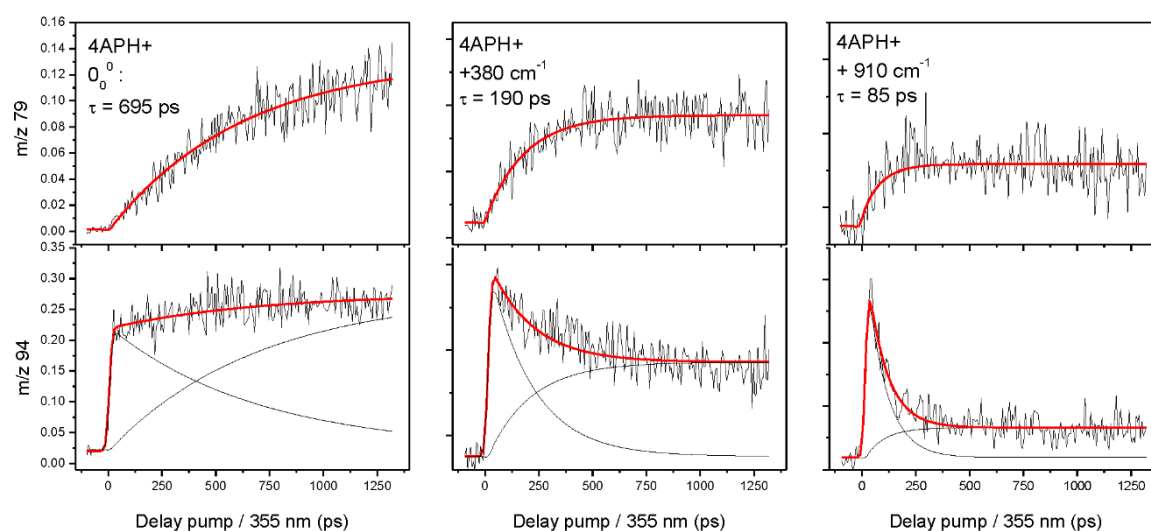 4APH+
0₀⁰ :
τ = 695 ps
m/z 79
0.16
0.14
0.12
0.10
0.08
0.06
0.04
0.02
0.00
4APH+
+380 cm⁻¹
τ = 190 ps
4APH+
+ 910 cm⁻¹
τ = 85 ps
m/z 94
0.35
0.30
0.25
0.20
0.15
0.10
0.05
0.00
0 250 500 750 1000 1250
0 250 500 750 1000 1250
0 250 500 750 1000 1250
Delay pump / 355 nm (ps)
Delay pump / 355 nm (ps)
Delay pump / 355 nm (ps)